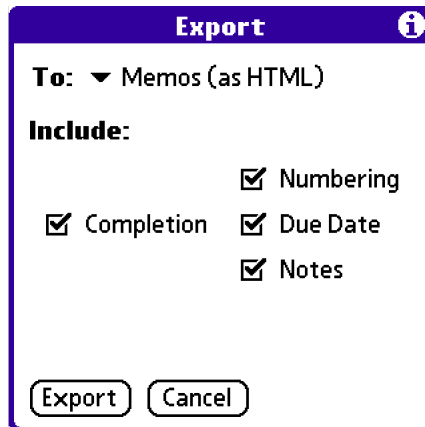 Export
To: Memos (as HTML)
Include:
Numbering
Completion Due Date
Notes
Export Cancel